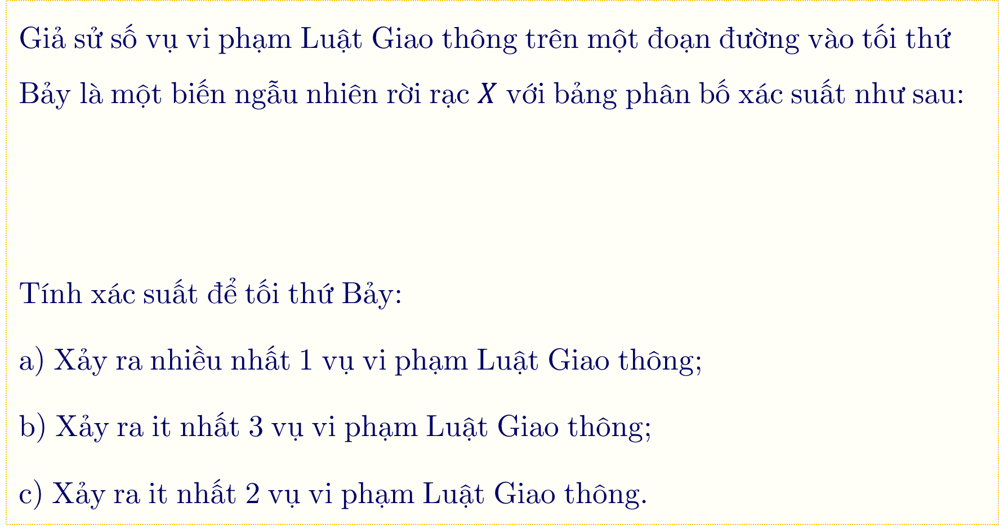 Giả sử số vụ vi phạm Luật Giao thông trên một đoạn đường vào tối thứ
Bảy là một biến ngẫu nhiên rời rạc X với bảng phân bố xác suất như sau:
Tính xác suất để tối thứ Bảy:
a) Xảy ra nhiều nhất 1 vụ vi phạm Luật Giao thông;
b) Xảy ra it nhất 3 vụ vi phạm Luật Giao thông;
c) Xảy ra it nhất 2 vụ vi phạm Luật Giao thông.